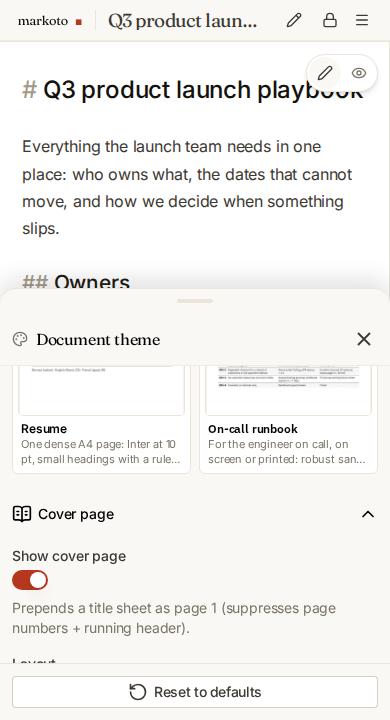 markoto
Q3 product laun...
# Q3 product launch playbook
Everything the launch team needs in one
place: who owns what, the dates that cannot
move, and how we decide when something
slips.
## Owners
Document theme
Resume
One dense A4 page: Inter at 10
pt, small headings with a rule...
On-call runbook
For the engineer on call, on
screen or printed: robust san...
Cover page
Show cover page
Prepends a title sheet as page 1 (suppresses page
numbers + running header).
Layout
Reset to defaults